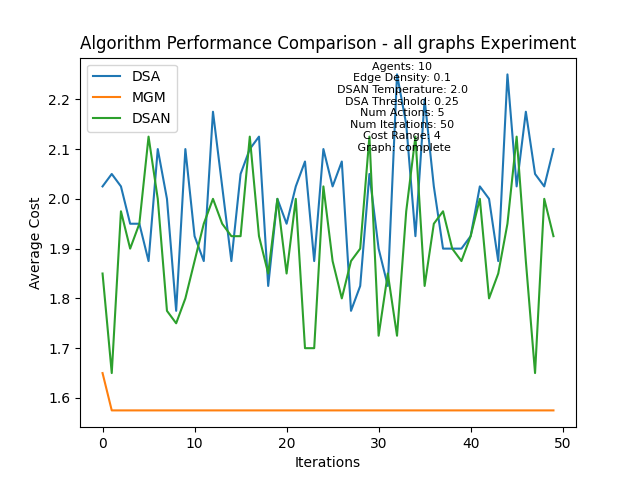 Algorithm Performance Comparison - all graphs Experiment
DSA
MGM
DSAN
Agents: 10
Edge Density: 0.1
DSAN Temperature: 2.0
DSA Threshold: 0.25
Num Actions: 5
Num Iterations: 50
Cost Range: 4
Graph: complete
Average Cost
2.2
2.1
2.0
1.9
1.8
1.7
1.6
0
10
20
30
40
50
Iterations